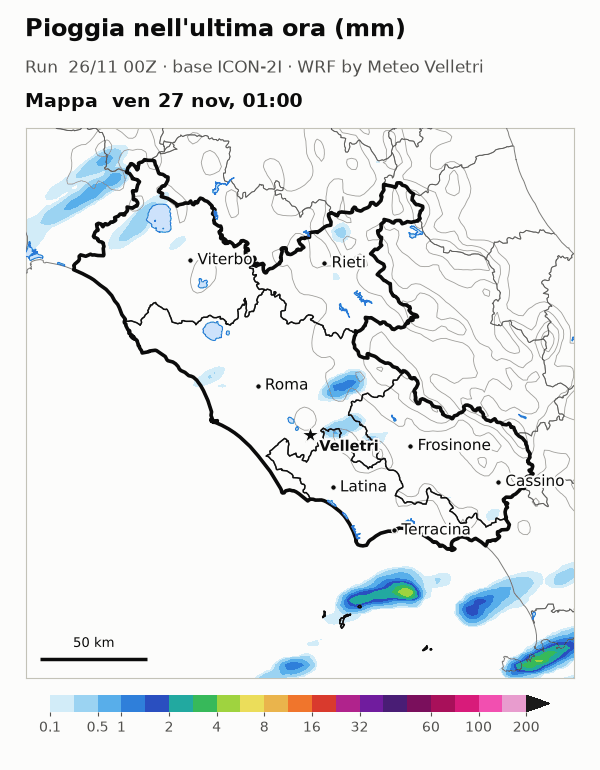 Pioggia nell'ultima ora (mm)
Run  26/11 00Z · base ICON-2I · WRF by Meteo Velletri
Mappa  ven 27 nov, 01:00
Viterbo
Rieti
Roma
Velletri
Frosinone
Latina
Cassino
Terracina
50 km
0.1 0.5 1 2 4 8 16 32 60 100 200